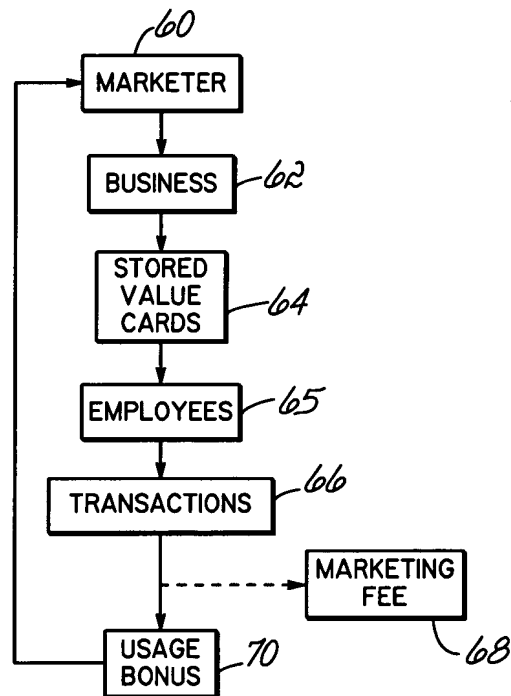 60
MARKETER
BUSINESS
62
STORED
VALUE
CARDS
64
EMPLOYEES
65
TRANSACTIONS
66
MARKETING
FEE
68
USAGE
BONUS
70